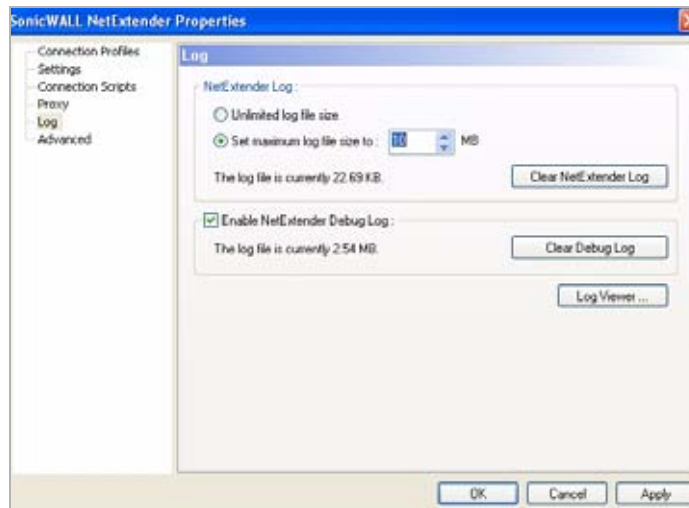 SonicWALL NetExtender Properties
Connection Profiles
Settings
Connection Scripts
Proxy
Log
Advanced
Log
NetExtender Log :
Unlimited log file size
Set maximum log file size to : 10 MB
The log file is currently 22.69 KB.
Clear NetExtender Log
Enable NetExtender Debug Log :
The log file is currently 2.54 MB.
Clear Debug Log
Log Viewer ...
OK
Cancel
Apply